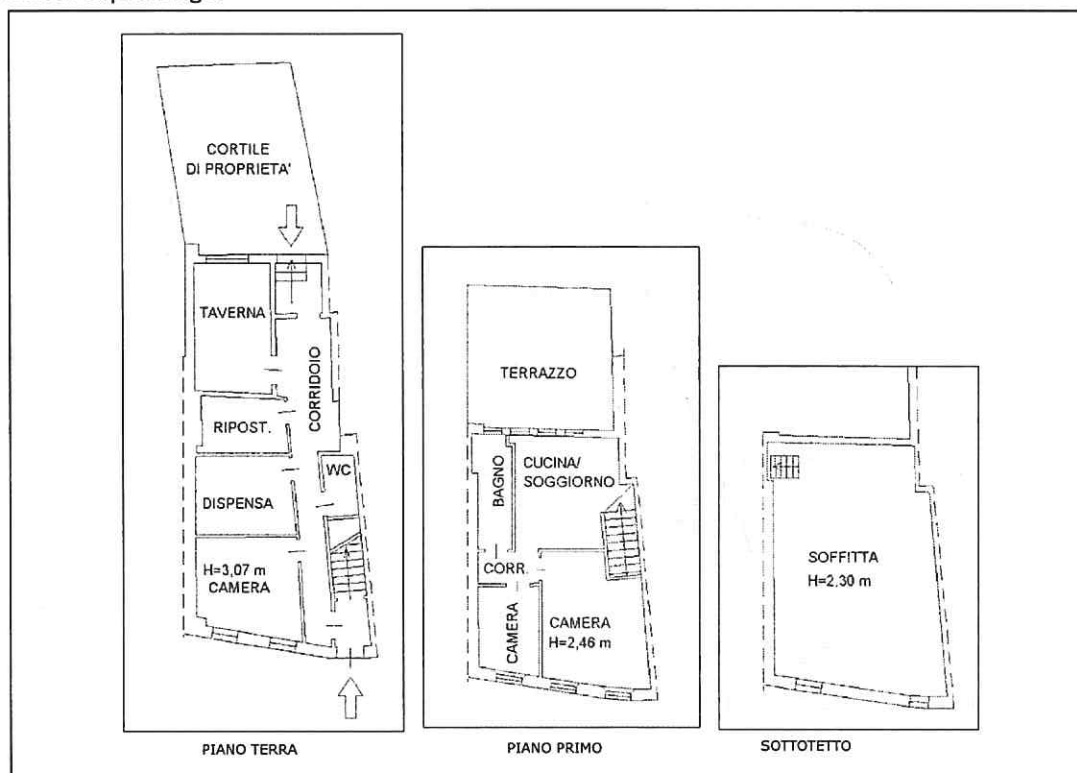 CORTILE
DI PROPRIETA'
TAVERNA
CORRIDOIO
RIPOST.
WC
DISPENSA
H=3,07 m
CAMERA
PIANO TERRA
TERRAZZO
BAGNO
CUCINA/
SOGGIORNO
CORR.
CAMERA
CAMERA
H=2,46 m
PIANO PRIMO
SOFFITTA
H=2,30 m
SOTTOTETTO